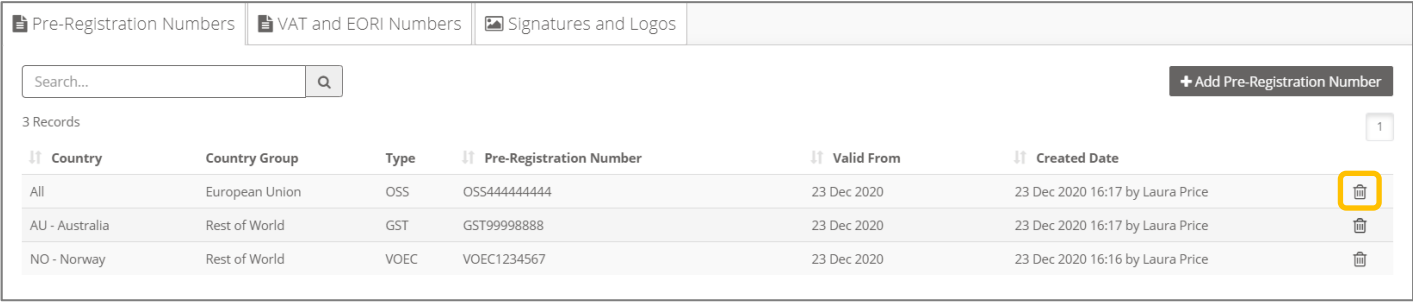 Pre-Registration Numbers VAT and EORI Numbers Signatures and Logos
Search...
+ Add Pre-Registration Number
3 Records
1
Country Country Group Type Pre-Registration Number Valid From Created Date
All European Union OSS OSS444444444 23 Dec 2020 23 Dec 2020 16:17 by Laura Price
AU - Australia Rest of World GST GST99998888 23 Dec 2020 23 Dec 2020 16:17 by Laura Price
NO - Norway Rest of World VOEC VOEC1234567 23 Dec 2020 23 Dec 2020 16:16 by Laura Price